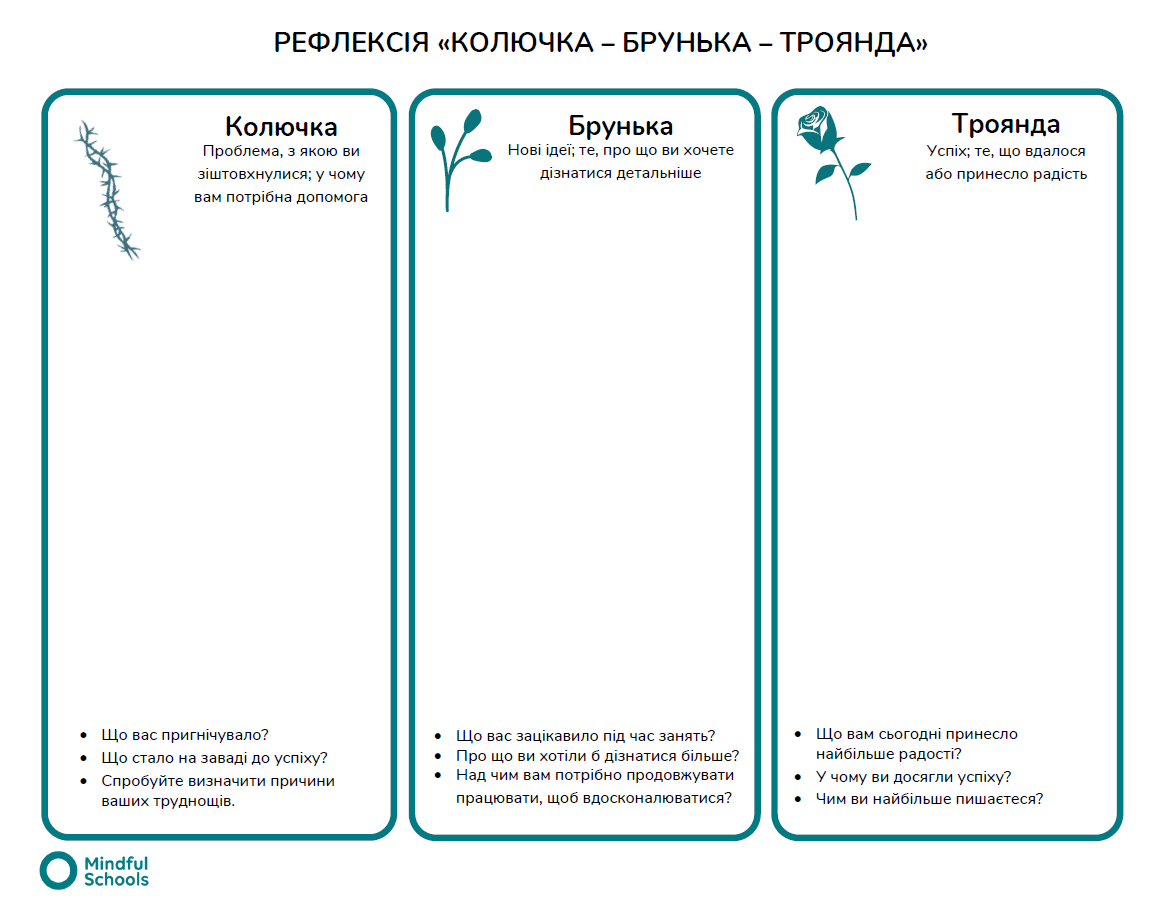 РЕФЛЕКСІЯ «КОЛЮЧКА – БРУНЬКА – ТРОЯНДА»
Колючка
Проблема, з якою ви
зіштовхнулися; у чому
вам потрібна допомога
• Що вас пригнічувало?
• Що стало на заваді до успіху?
• Спробуйте визначити причини
ваших труднощів.
Брунька
Нові ідеї; те, про що ви хочете
дізнатися детальніше
• Що вас зацікавило під час занять?
• Про що ви хотіли б дізнатися більше?
• Над чим вам потрібно продовжувати
працювати, щоб вдосконалюватися?
Троянда
Успіх; те, що вдалося
або принесло радість
• Що вам сьогодні принесло
найбільше радості?
• У чому ви досягли успіху?
• Чим ви найбільше пишаєтеся?
Mindful
Schools